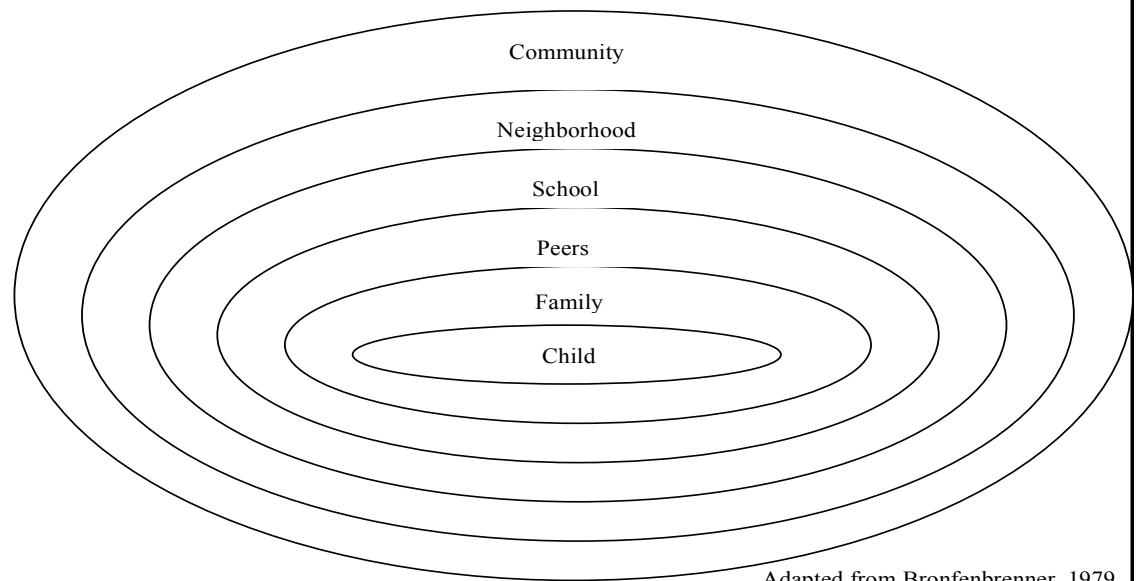 Community
Neighborhood
School
Peers
Family
Child
Adapted from Bronfenbrenner, 1979